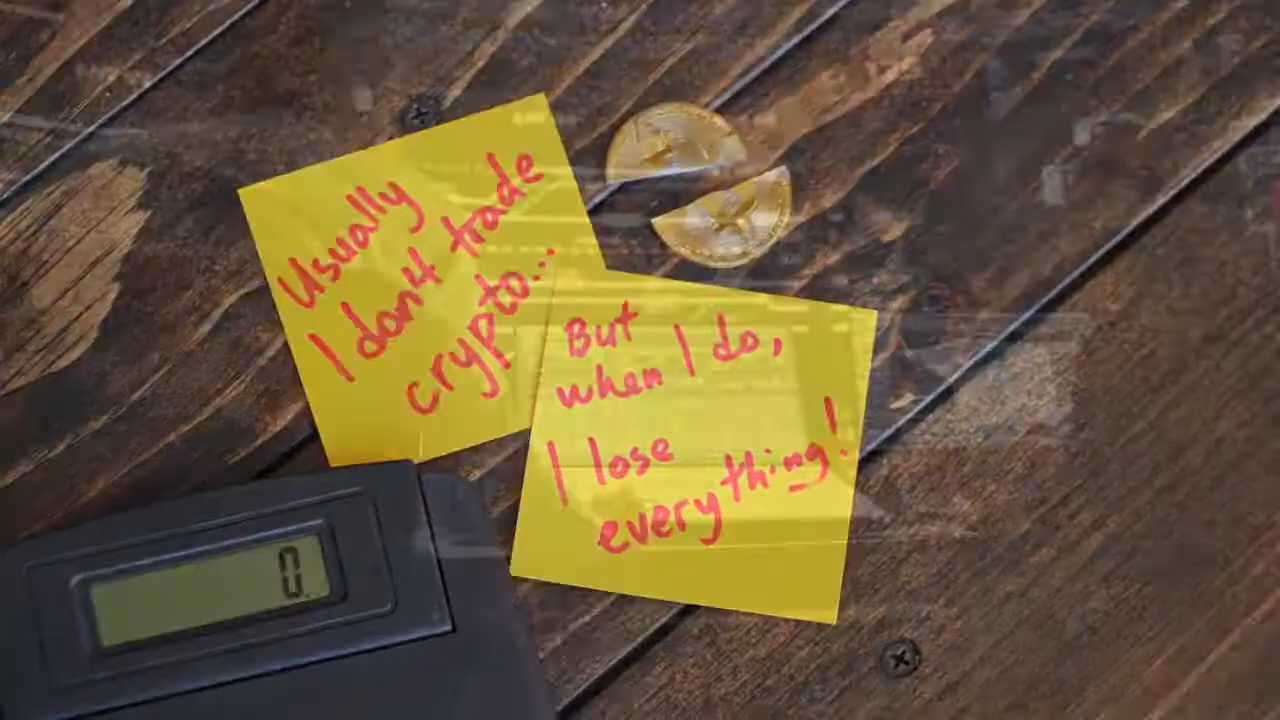 Usually
I don't trade
crypto...
But
when I do,
I lose
everything!
0.